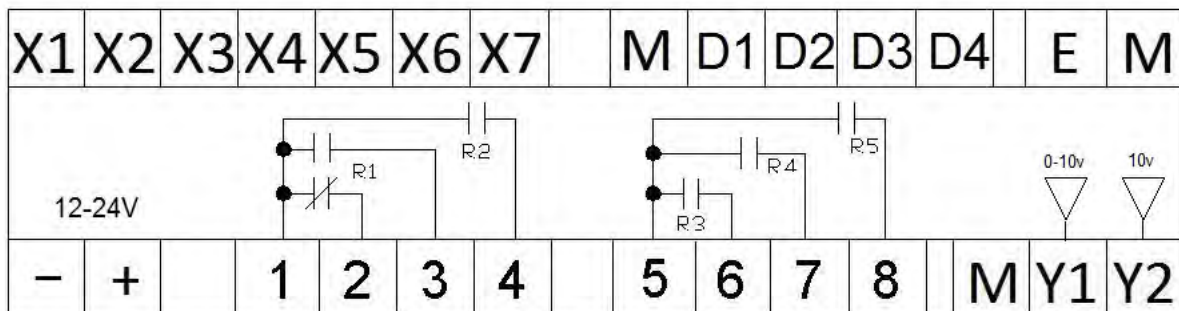 X1 X2 X3 X4 X5 X6 X7 M D1 D2 D3 D4 E M
R2 R5
R1 R4 0-10v 10v
12-24V R3
− + 1 2 3 4 5 6 7 8 M Y1 Y2